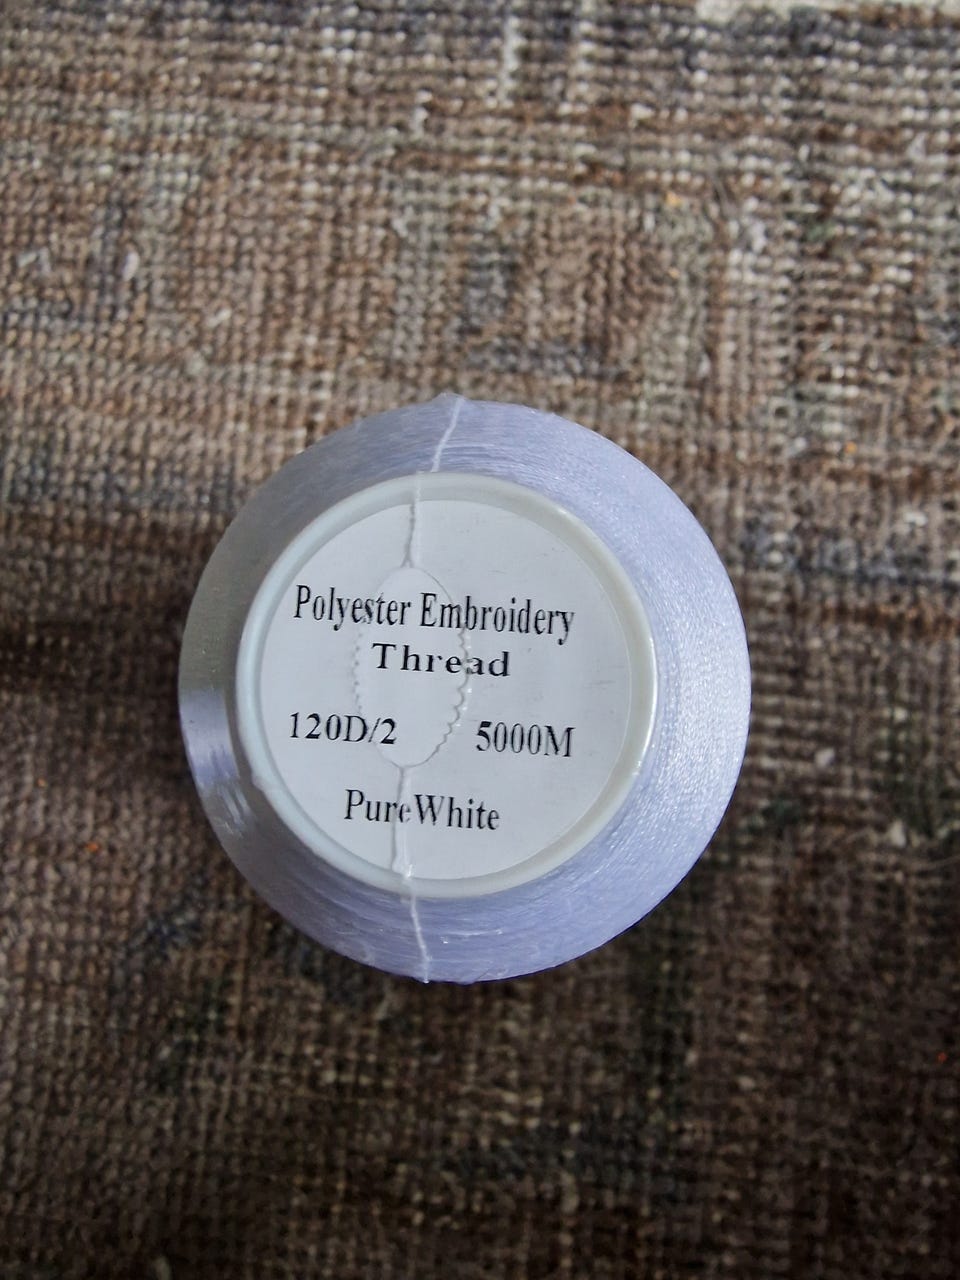 Polyester Embroidery
Thread
120D/2 5000M
PureWhite